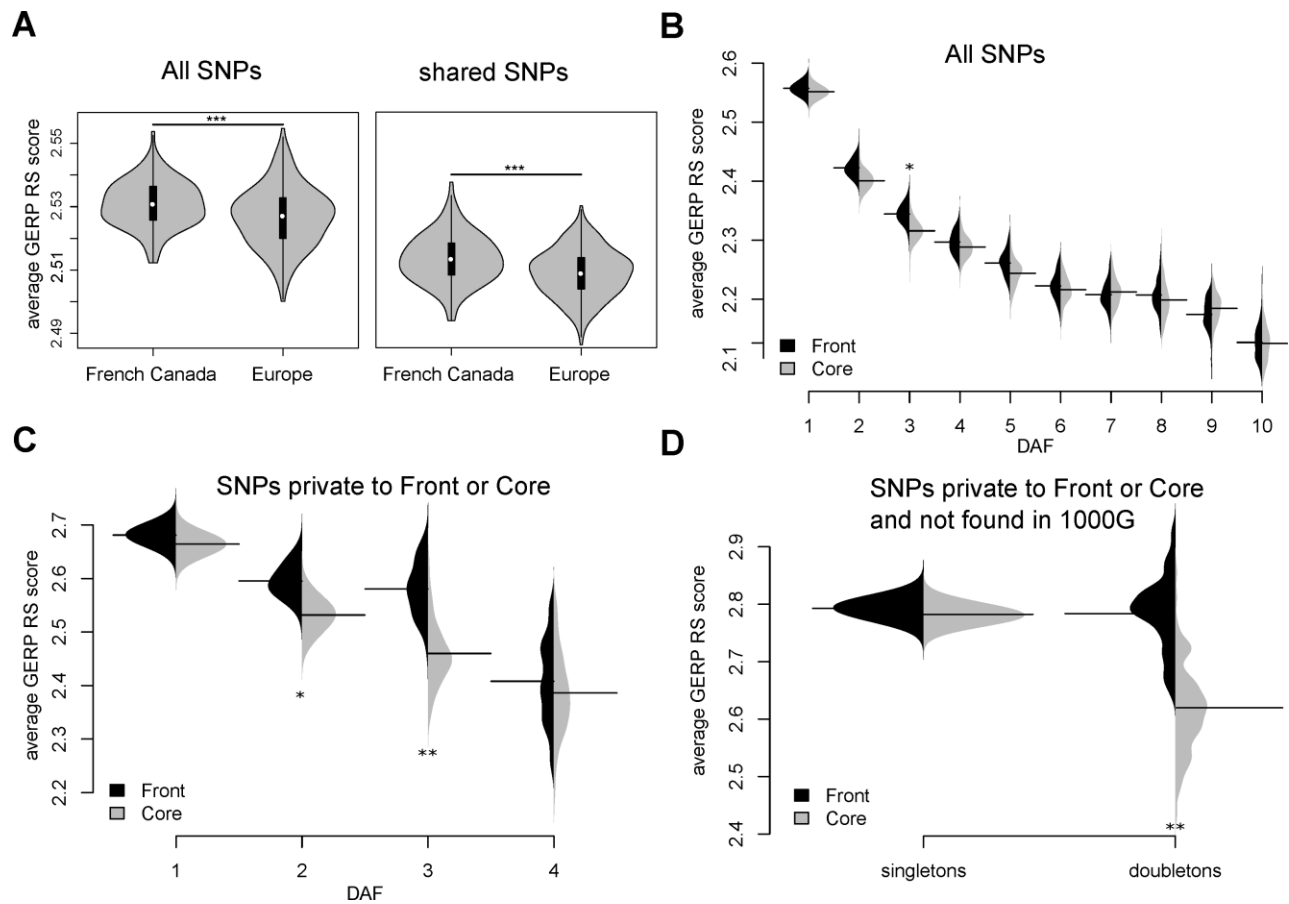 A
All SNPs
shared SNPs
average GERP RS score
2.49
2.51
2.53
2.55
***
***
French Canada
Europe
French Canada
Europe
B
All SNPs
average GERP RS score
2.6
2.5
2.4
2.3
2.2
2.1
*
Front
Core
1 2 3 4 5 6 7 8 9 10
DAF
C
SNPs private to Front or Core
average GERP RS score
2.7
2.6
2.5
2.4
2.3
2.2
*
**
Front
Core
1 2 3 4
DAF
D
SNPs private to Front or Core
and not found in 1000G
average GERP RS score
2.9
2.8
2.7
2.6
2.5
2.4
**
Front
Core
singletons
doubletons